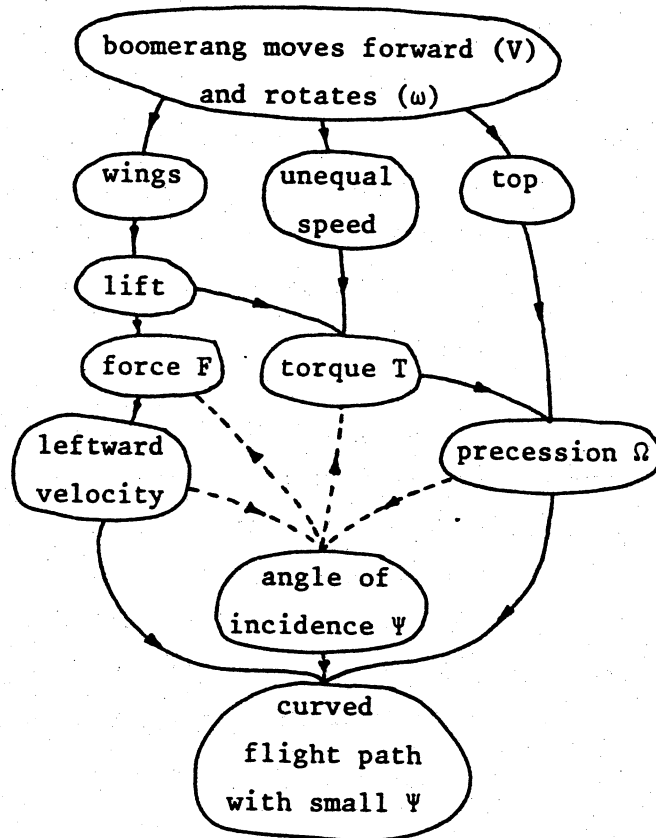 boomerang moves forward (V)
and rotates (ω)
wings
unequal
speed
top
lift
force F
torque T
leftward
velocity
precession Ω
angle of
incidence Ψ
curved
flight path
with small Ψ